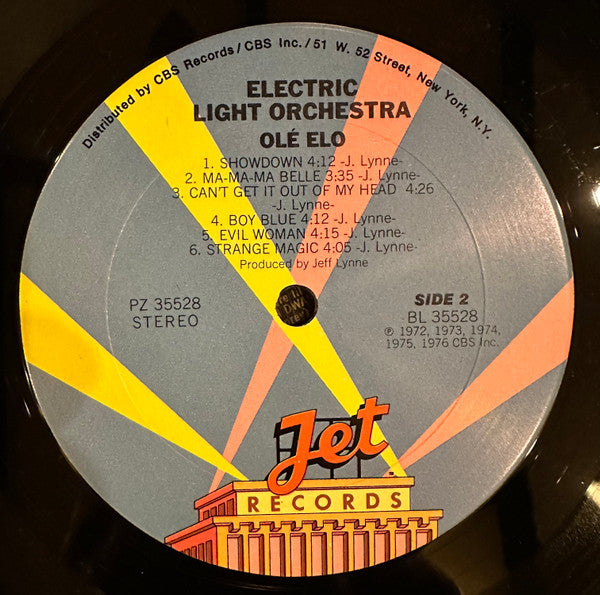 Distributed by CBS Records/CBS Inc./51 W. 52 Street, New York, N.Y.
ELECTRIC
LIGHT ORCHESTRA
OLÉ ELO
1. SHOWDOWN 4:12 -J. Lynne-
2. MA-MA-MA BELLE 3:35 -J. Lynne-
3. CAN'T GET IT OUT OF MY HEAD 4:26
-J. Lynne-
4. BOY BLUE 4:12 -J. Lynne-
5. EVIL WOMAN 4:15 -J. Lynne-
6. STRANGE MAGIC 4:05 -J. Lynne-
Produced by Jeff Lynne
PZ 35528
STEREO
SIDE 2
BL 35528
℗ 1972, 1973, 1974,
1975, 1976 CBS Inc.
Jet
RECORDS